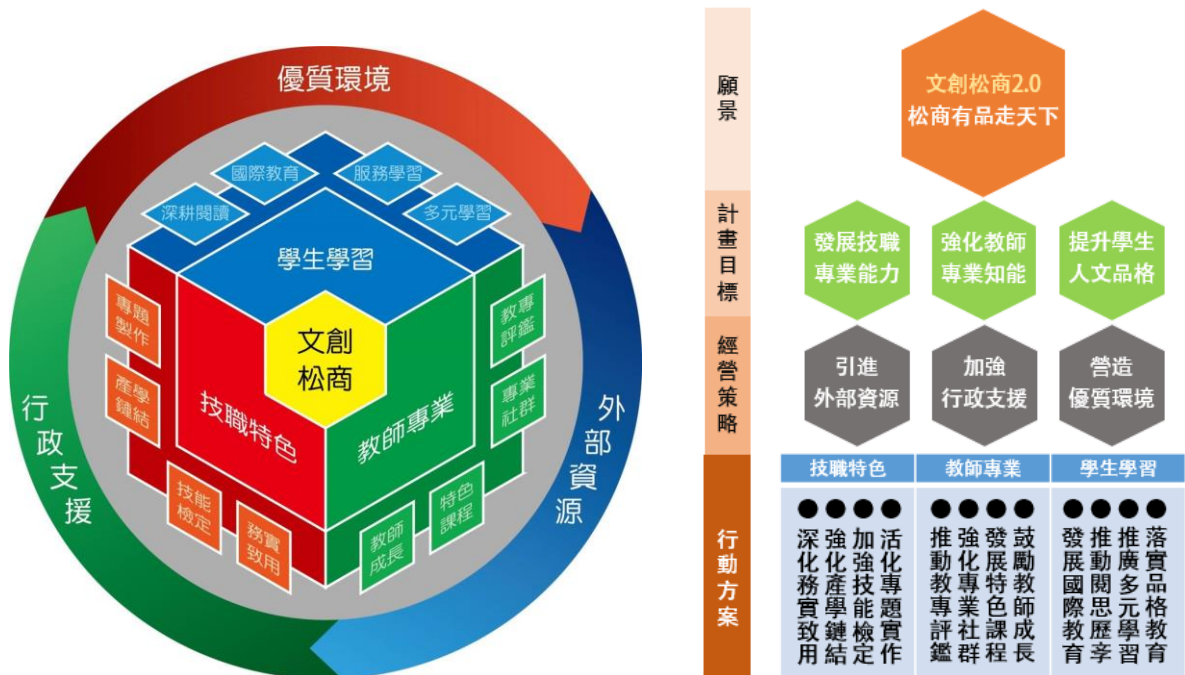 優質環境
國際教育
服務學習
深耕閱讀
多元學習
學生學習
專題
製作
教專
評鑑
文創
松商
產學
鏈結
專業
社群
行政支援
外部資源
技職特色
教師專業
技能
檢定
特色
課程
務實
致用
教師
成長
願景
文創松商2.0
松商有品走天下
計畫目標
發展技職
專業能力
強化教師
專業知能
提升學生
人文品格
經營策略
引進
外部資源
加強
行政支援
營造
優質環境
行動方案
技職特色
教師專業
學生學習
●深化務實致用
●強化產學鏈結
●加強技能檢定
●活化專題實作
●推動教專評鑑
●強化專業社群
●發展特色課程
●鼓勵教師成長
●發展國際教育
●推動閱思歷享
●推廣多元學習
●落實品格教育